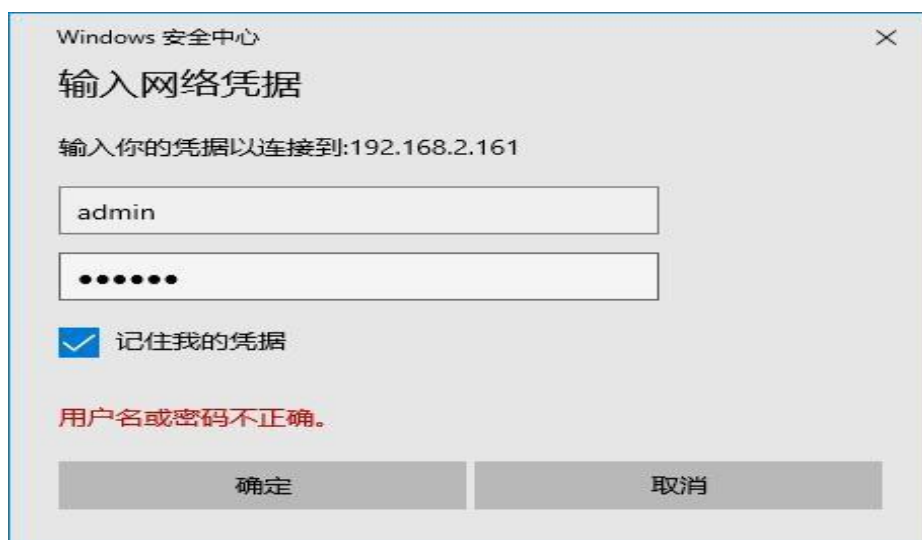 Windows 安全中心
输入网络凭据
输入你的凭据以连接到:192.168.2.161
admin
••••••
记住我的凭据
用户名或密码不正确。
确定
取消